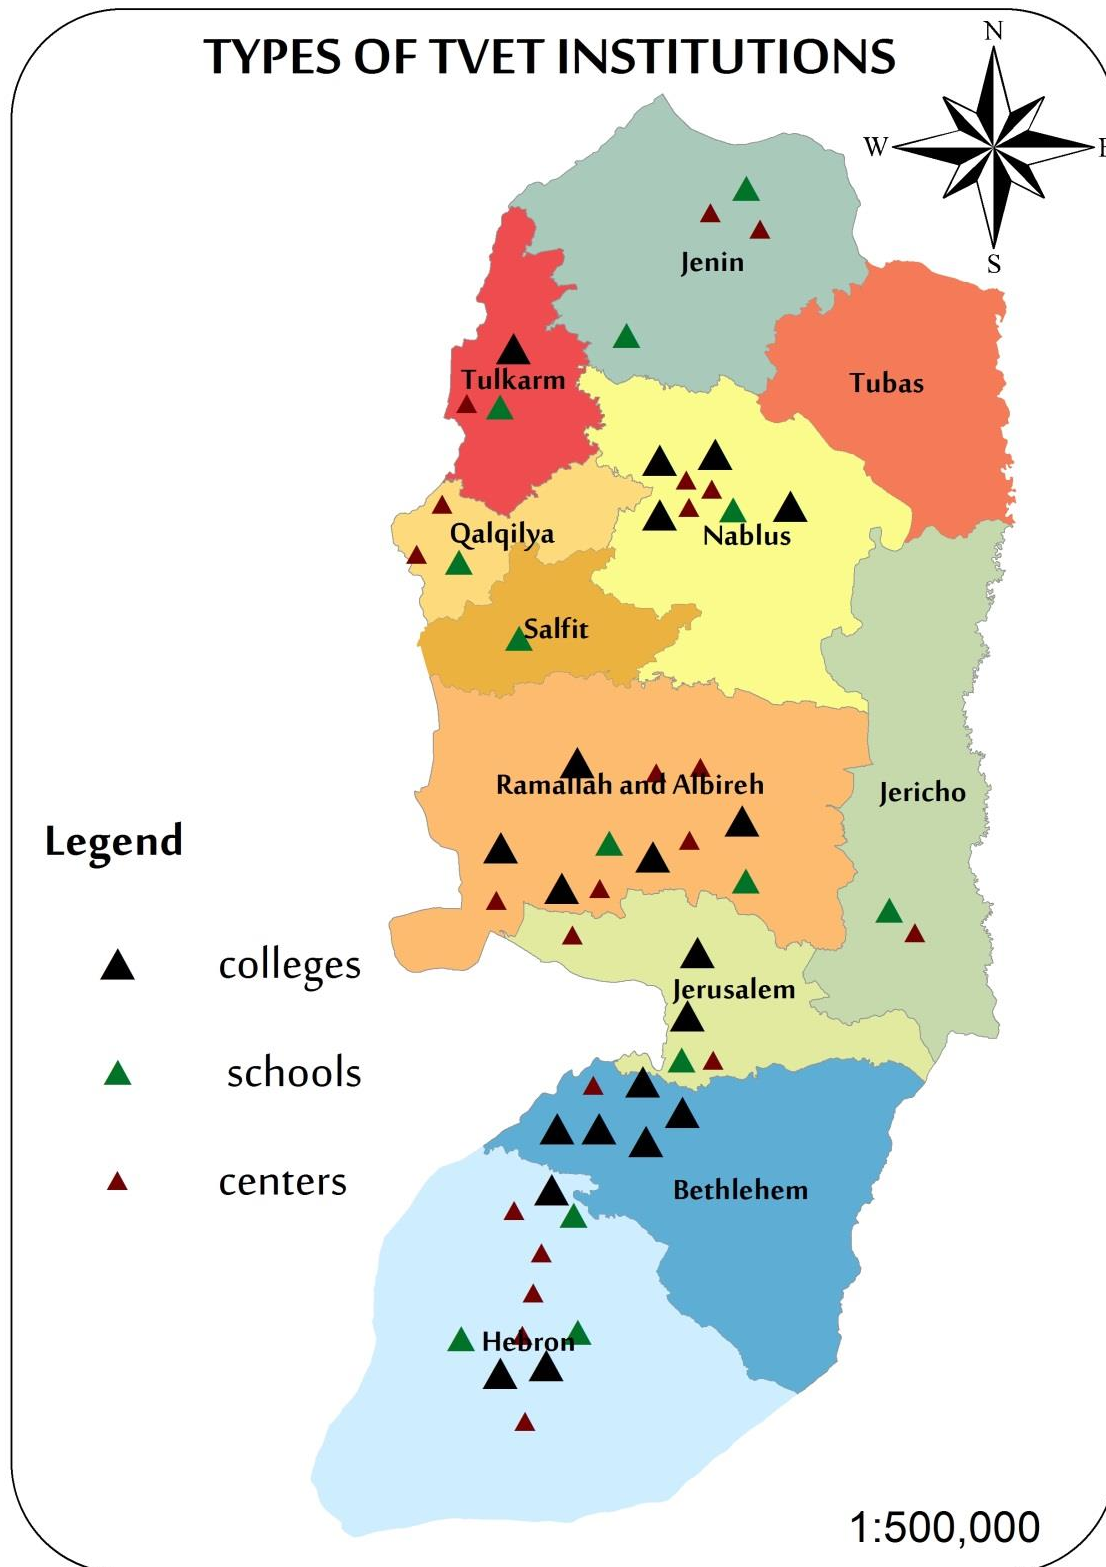 TYPES OF TVET INSTITUTIONS
N
W
E
S
Jenin
Tulkarm
Tubas
Qalqilya
Nablus
Salfit
Ramallah and Albireh
Jericho
Legend
colleges
Jerusalem
schools
centers
Bethlehem
Hebron
1:500,000